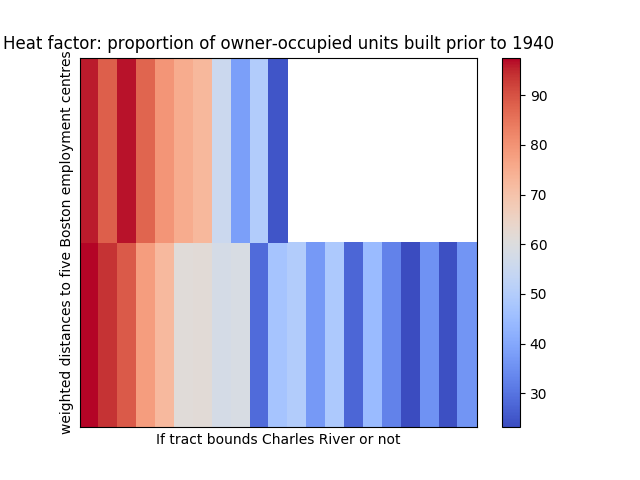 Heat factor: proportion of owner-occupied units built prior to 1940
weighted distances to five Boston employment centres
If tract bounds Charles River or not
90
80
70
60
50
40
30